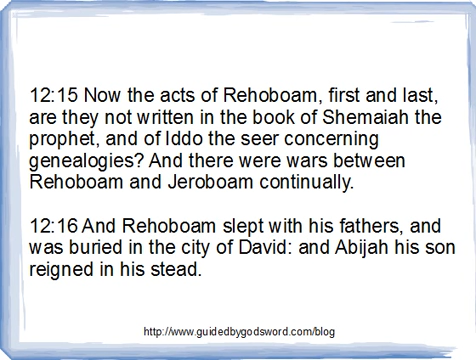 12:15 Now the acts of Rehoboam, first and last,
are they not written in the book of Shemaiah the
prophet, and of Iddo the seer concerning
genealogies? And there were wars between
Rehoboam and Jeroboam continually.
12:16 And Rehoboam slept with his fathers, and
was buried in the city of David: and Abijah his son
reigned in his stead.
http://www.guidedbygodsword.com/blog